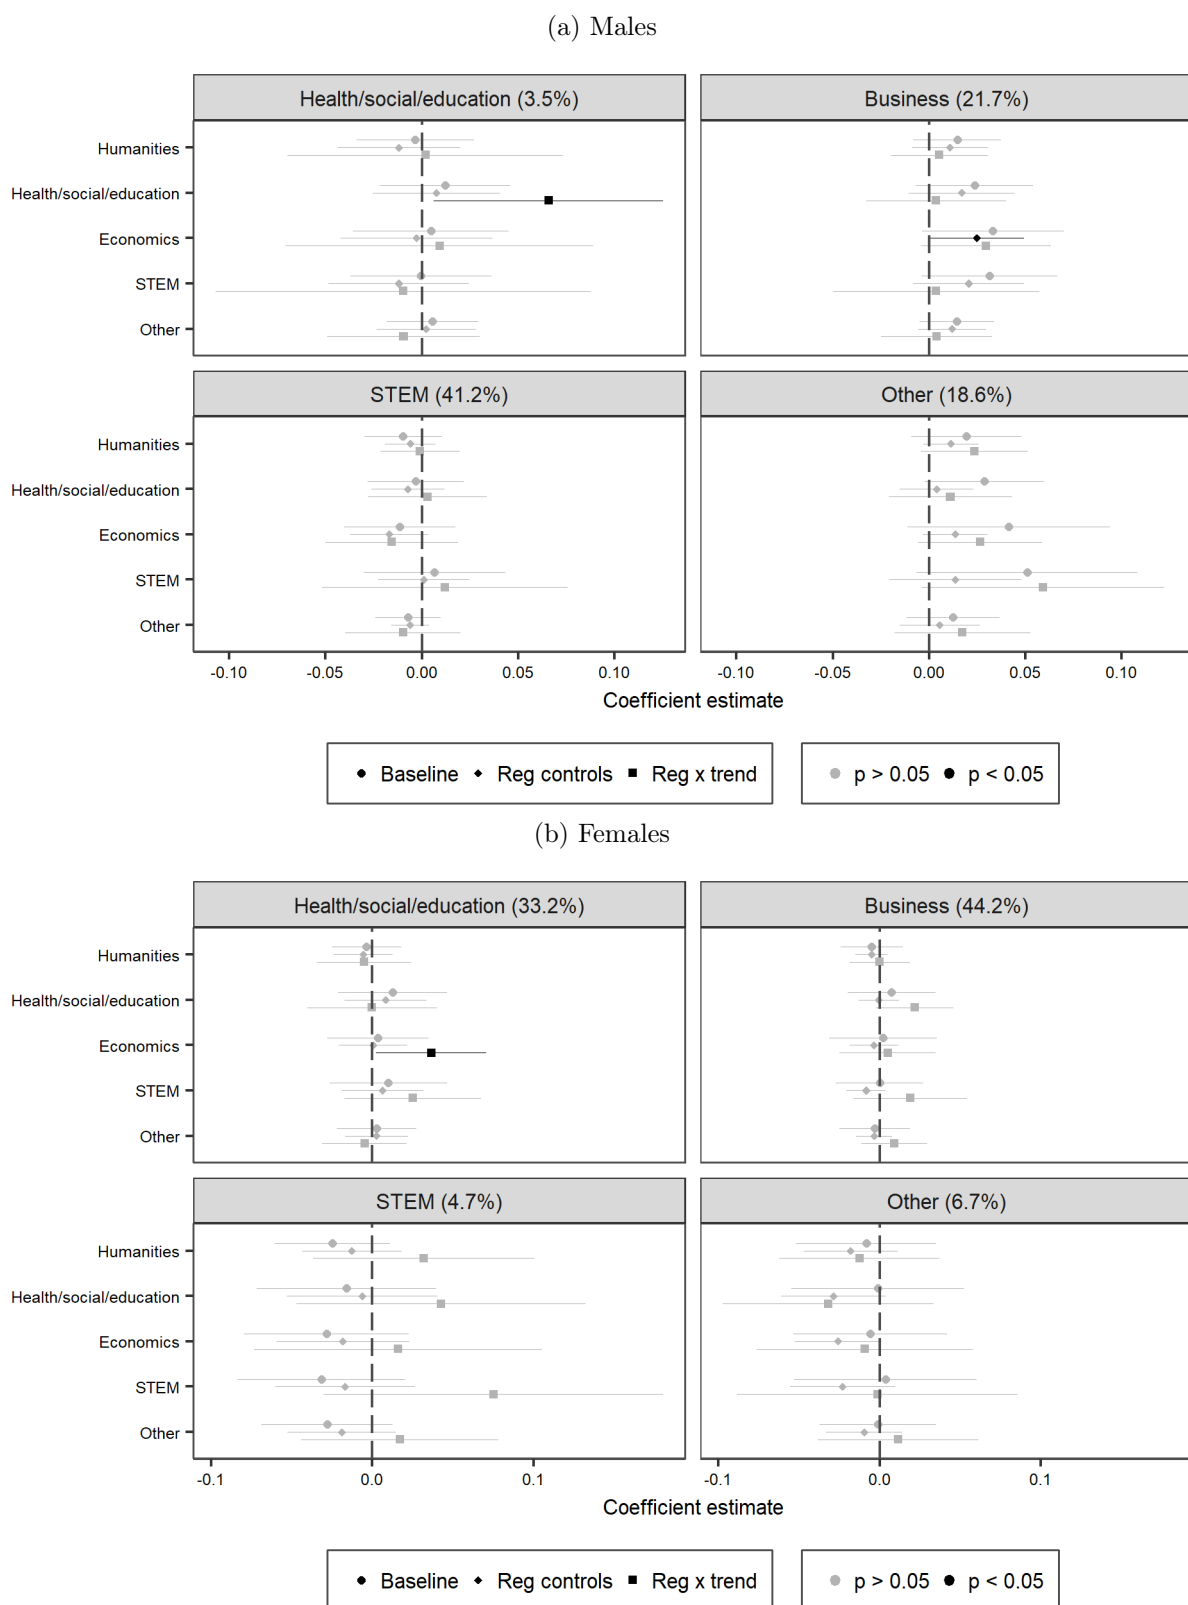 (a) Males
Health/social/education (3.5%)
Business (21.7%)
Humanities
Health/social/education
Economics
STEM
Other
STEM (41.2%)
Other (18.6%)
Humanities
Health/social/education
Economics
STEM
Other
-0.10 -0.05 0.00 0.05 0.10
-0.10 -0.05 0.00 0.05 0.10
Coefficient estimate
Baseline Reg controls Reg x trend
p > 0.05 p < 0.05
(b) Females
Health/social/education (33.2%)
Business (44.2%)
Humanities
Health/social/education
Economics
STEM
Other
STEM (4.7%)
Other (6.7%)
Humanities
Health/social/education
Economics
STEM
Other
-0.1 0.0 0.1
-0.1 0.0 0.1
Coefficient estimate
Baseline Reg controls Reg x trend
p > 0.05 p < 0.05